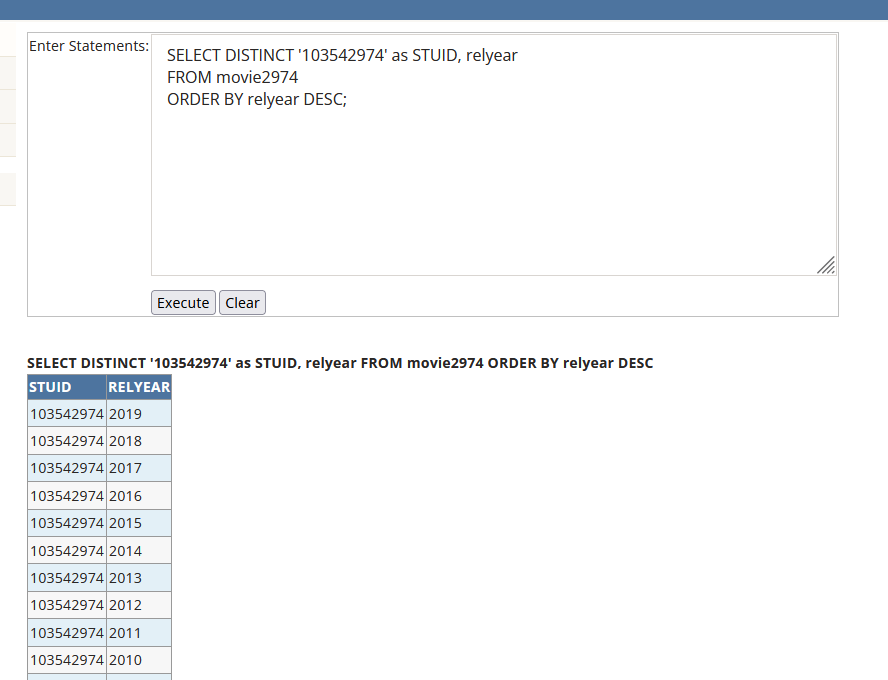 Enter Statements:
SELECT DISTINCT '103542974' as STUID, relyear
FROM movie2974
ORDER BY relyear DESC;
Execute Clear
SELECT DISTINCT '103542974' as STUID, relyear FROM movie2974 ORDER BY relyear DESC
STUID RELYEAR
103542974 2019
103542974 2018
103542974 2017
103542974 2016
103542974 2015
103542974 2014
103542974 2013
103542974 2012
103542974 2011
103542974 2010